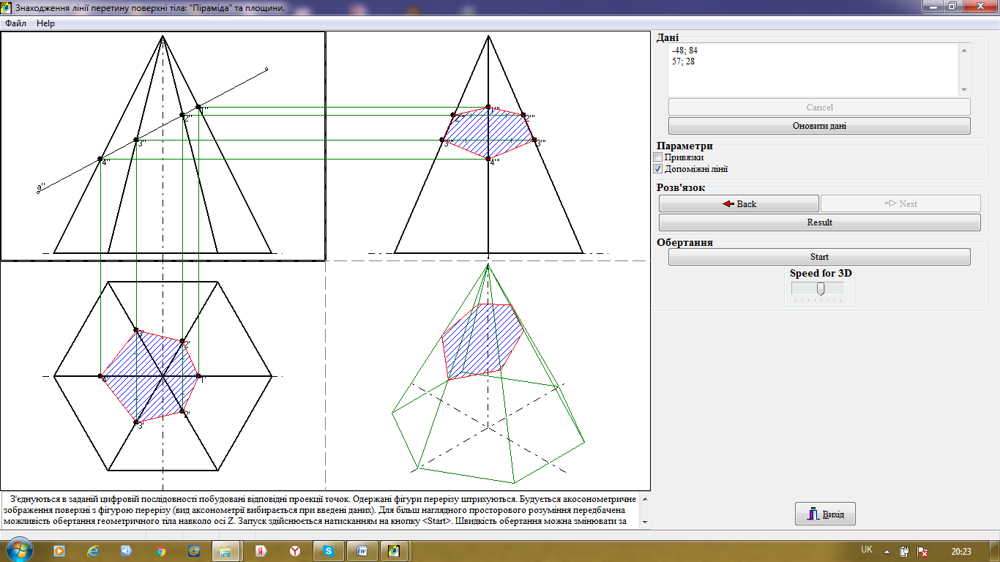 Знаходження лінії перетину поверхні тіла: "Піраміда" та площини.
Файл Help
a''
1''
2''
3''
4''
1'''
2''' 2'''
3''' 3'''
4'''
3'
2'
4' 1'
2'
3'
Дані
-48; 84
57; 28
Cancel
Оновити дані
Параметри
Привязки
Допоміжні лінії
Розв'язок
Back Next
Result
Обертання
Start
Speed for 3D
З'єднуються в заданій цифровій послідовності побудовані відповідні проекції точок. Одержані фігури перерізу штрихуються. Будується акосонометричне
зображення поверхні з фігурою перерізу (вид аксонометрії вибирається при введені даних). Для більш наглядного просторового розуміння передбачена
можливість обертання геометричного тіла навколо осі Z. Запуск здійснюється натисканням на кнопку <Start>. Швидкість обертання можна змінювати за
Вихід
UK 20:23